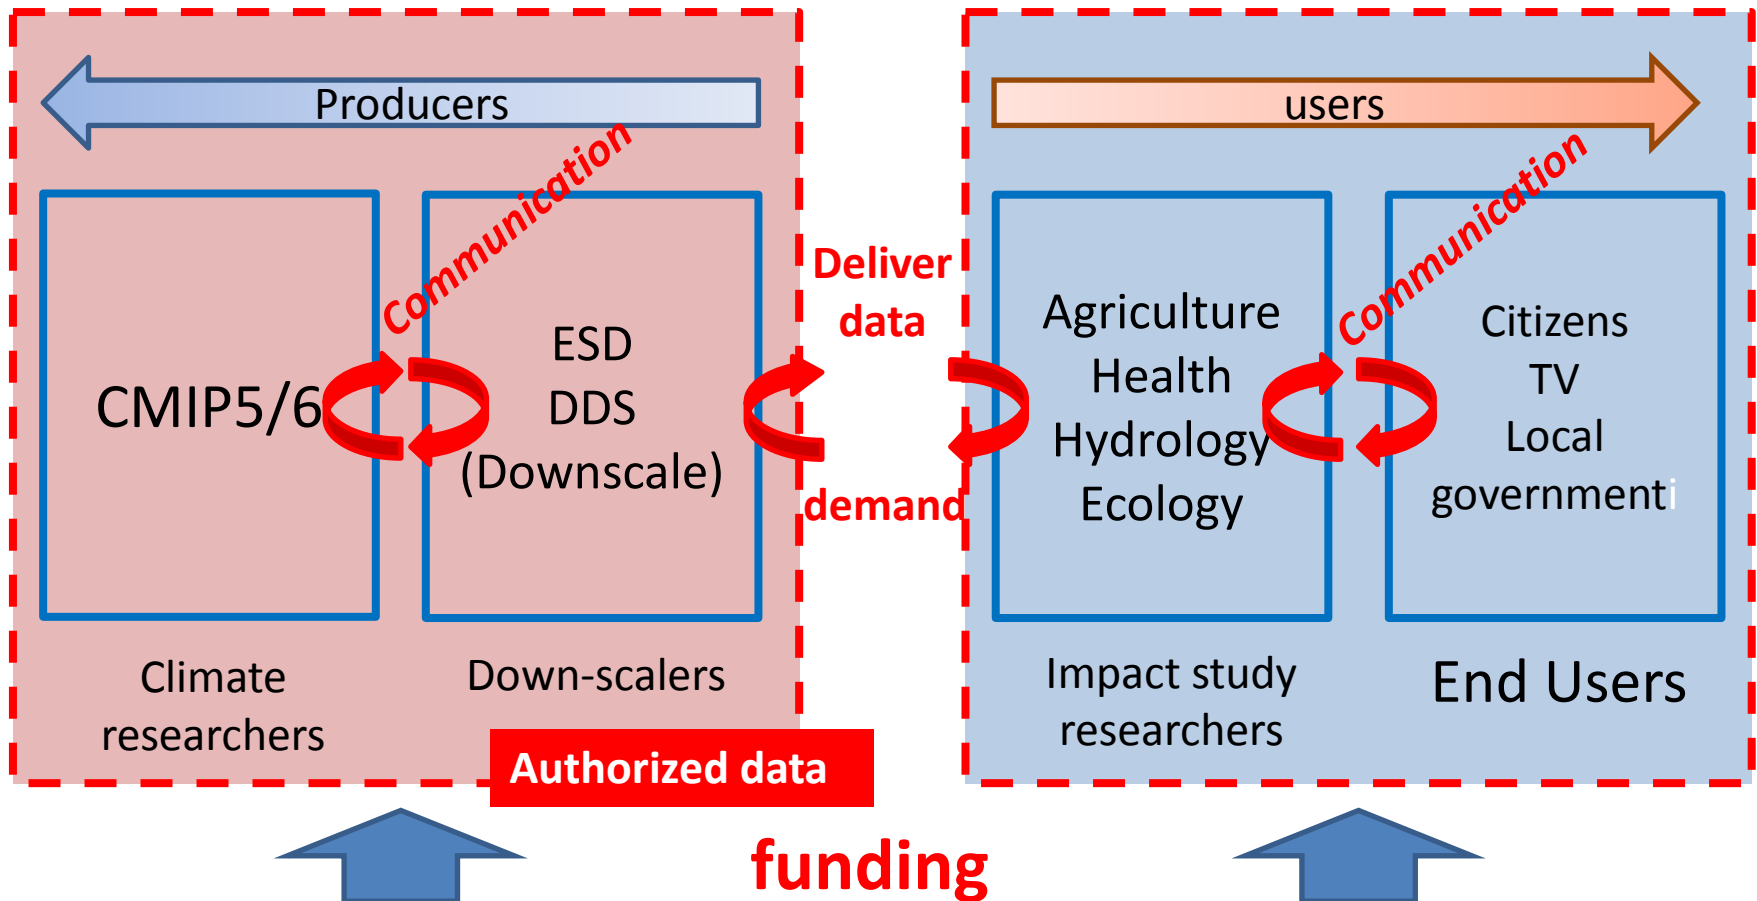 Producers
users
Communication
Communication
Deliver
data
demand
CMIP5/6
ESD
DDS
(Downscale)
Agriculture
Health
Hydrology
Ecology
Citizens
TV
Local
governmenti
Climate
researchers
Down-scalers
Impact study
researchers
End Users
Authorized data
funding